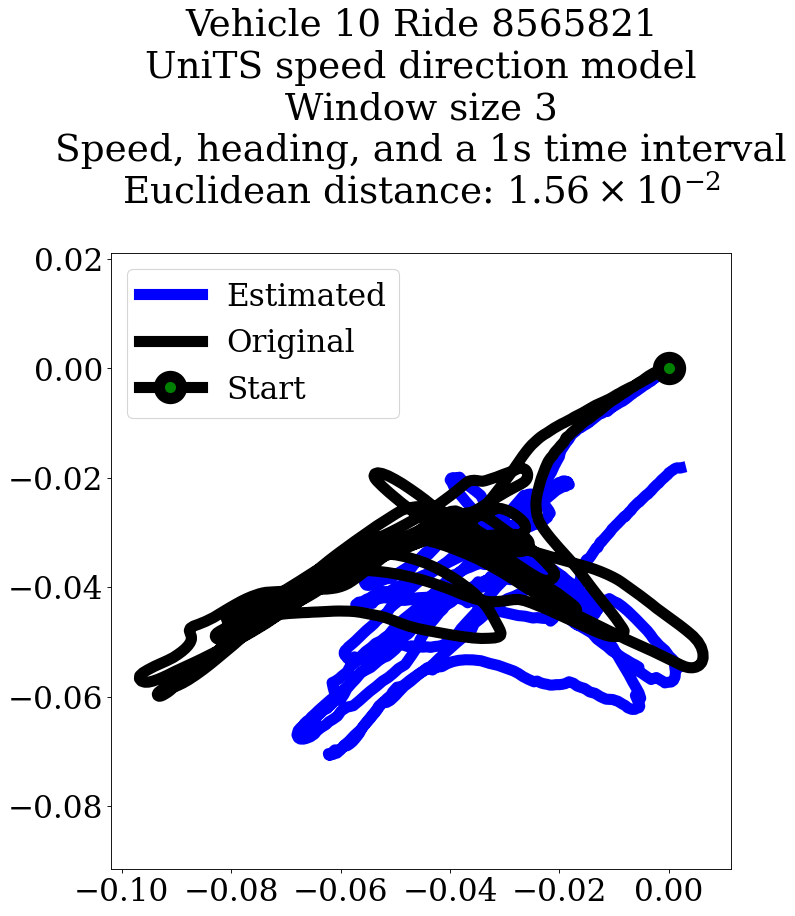 Vehicle 10 Ride 8565821
UniTS speed direction model
Window size 3
Speed, heading, and a 1s time interval
Euclidean distance: 1.56 × 10⁻²
0.02
Estimated
Original
0.00
Start
−0.02
−0.04
−0.06
−0.08
−0.10 −0.08 −0.06 −0.04 −0.02 0.00